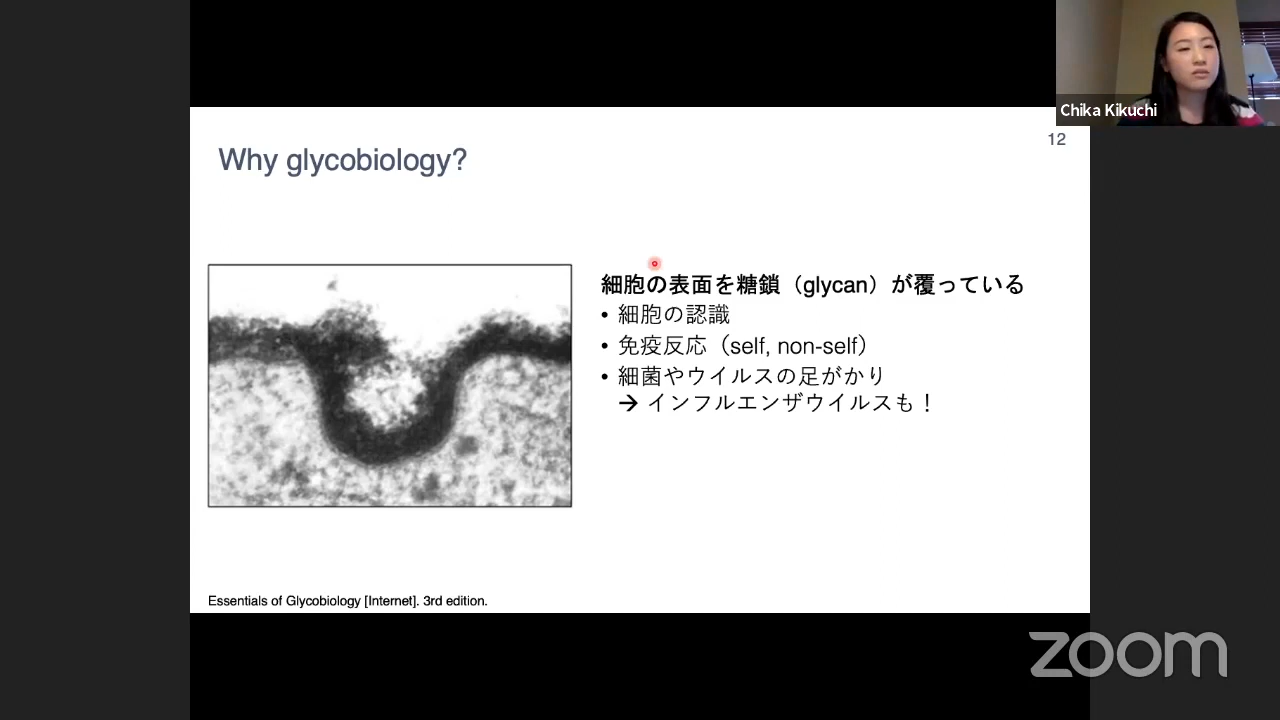 Chika Kikuchi
12
Why glycobiology?
細胞の表面を糖鎖（glycan）が覆っている
• 細胞の認識
• 免疫反応（self, non-self）
• 細菌やウイルスの足がかり
→ インフルエンザウイルスも！
Essentials of Glycobiology [Internet]. 3rd edition.
zoom